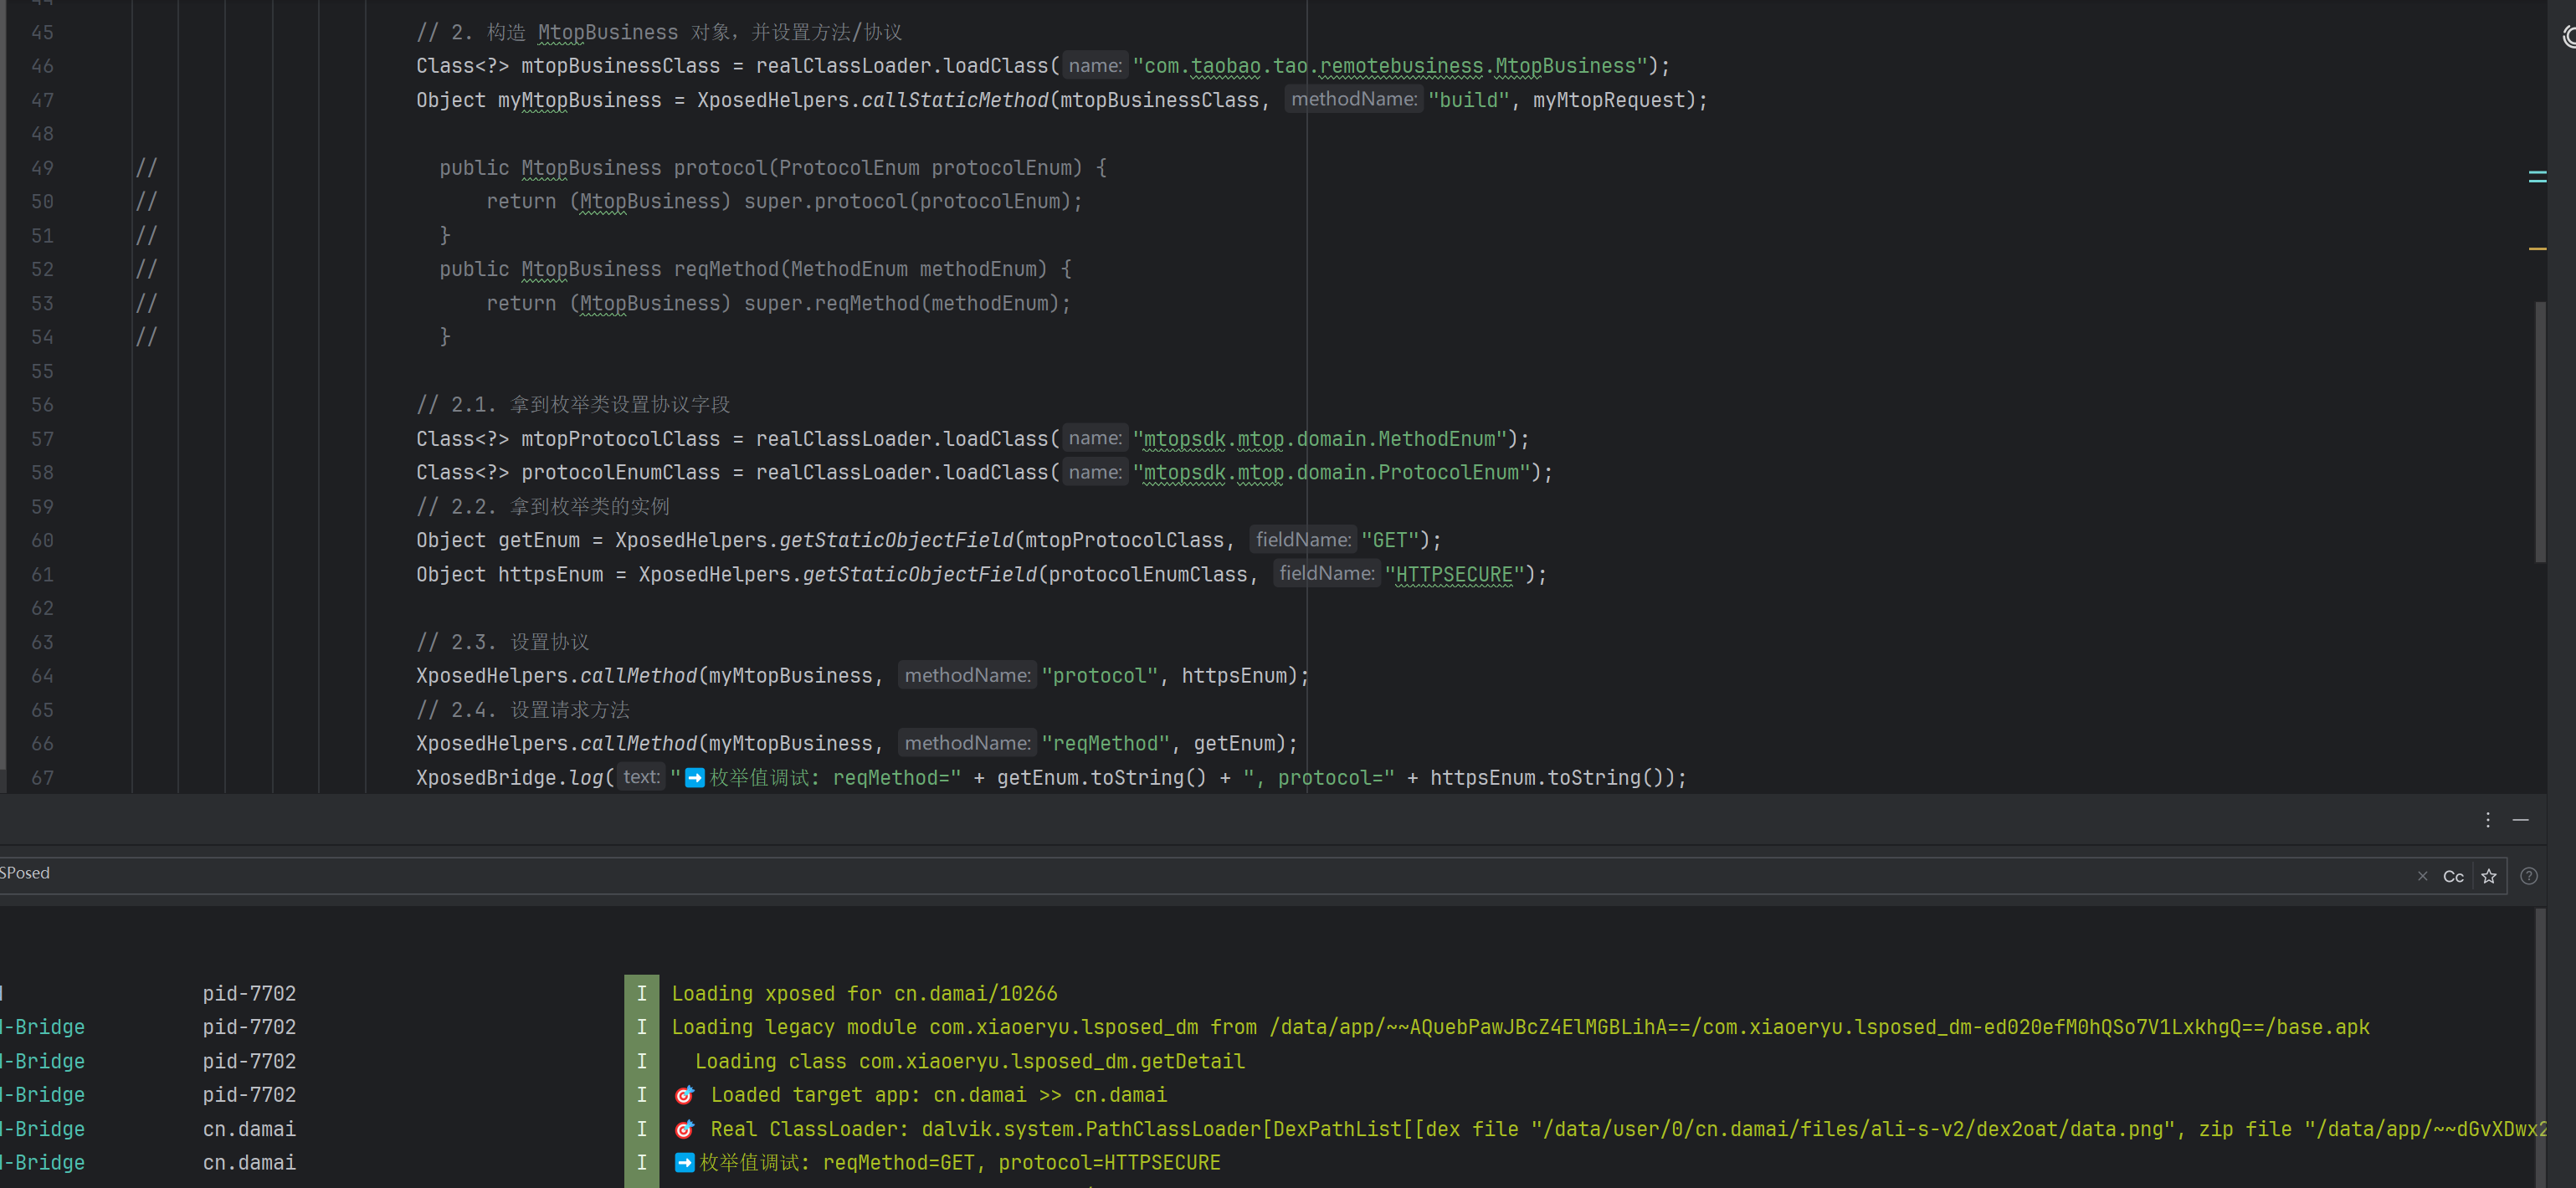 44
45 // 2. 构造 MtopBusiness 对象，并设置方法/协议
46 Class<?> mtopBusinessClass = realClassLoader.loadClass( name: "com.taobao.tao.remotebusiness.MtopBusiness");
47 Object myMtopBusiness = XposedHelpers.callStaticMethod(mtopBusinessClass, methodName: "build", myMtopRequest);
48
49 // public MtopBusiness protocol(ProtocolEnum protocolEnum) {
50 // return (MtopBusiness) super.protocol(protocolEnum);
51 // }
52 // public MtopBusiness reqMethod(MethodEnum methodEnum) {
53 // return (MtopBusiness) super.reqMethod(methodEnum);
54 // }
55
56 // 2.1. 拿到枚举类设置协议字段
57 Class<?> mtopProtocolClass = realClassLoader.loadClass( name: "mtopsdk.mtop.domain.MethodEnum");
58 Class<?> protocolEnumClass = realClassLoader.loadClass( name: "mtopsdk.mtop.domain.ProtocolEnum");
59 // 2.2. 拿到枚举类的实例
60 Object getEnum = XposedHelpers.getStaticObjectField(mtopProtocolClass, fieldName: "GET");
61 Object httpsEnum = XposedHelpers.getStaticObjectField(protocolEnumClass, fieldName: "HTTPSECURE");
62
63 // 2.3. 设置协议
64 XposedHelpers.callMethod(myMtopBusiness, methodName: "protocol", httpsEnum);
65 // 2.4. 设置请求方法
66 XposedHelpers.callMethod(myMtopBusiness, methodName: "reqMethod", getEnum);
67 XposedBridge.log( text: "➡️枚举值调试: reqMethod=" + getEnum.toString() + ", protocol=" + httpsEnum.toString());
SPosed Cc
pid-7702 I Loading xposed for cn.damai/10266
-Bridge pid-7702 I Loading legacy module com.xiaoeryu.lsposed_dm from /data/app/~~AQuebPawJBcZ4ElMGBLihA==/com.xiaoeryu.lsposed_dm-ed020efM0hQSo7V1LxkhgQ==/base.apk
-Bridge pid-7702 I Loading class com.xiaoeryu.lsposed_dm.getDetail
-Bridge pid-7702 I 🎯 Loaded target app: cn.damai >> cn.damai
-Bridge cn.damai I 🎯 Real ClassLoader: dalvik.system.PathClassLoader[DexPathList[[dex file "/data/user/0/cn.damai/files/ali-s-v2/dex2oat/data.png", zip file "/data/app/~~dGvXDwx2
-Bridge cn.damai I ➡️枚举值调试: reqMethod=GET, protocol=HTTPSECURE